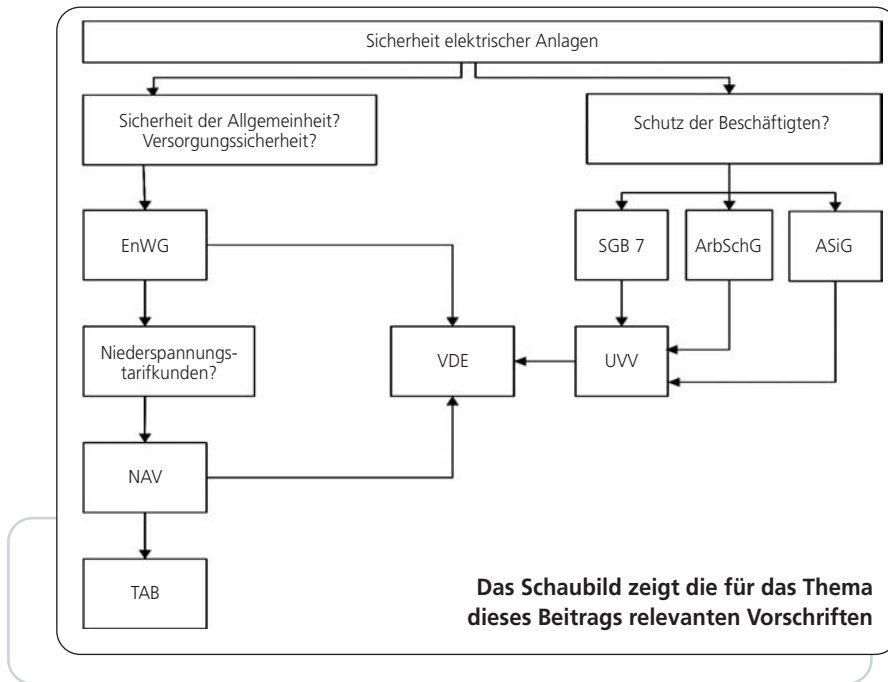 Sicherheit elektrischer Anlagen
Sicherheit der Allgemeinheit?
Versorgungssicherheit?
Schutz der Beschäftigten?
EnWG
SGB 7
ArbSchG
ASiG
Niederspannungs-
tarifkunden?
VDE
UVV
NAV
TAB
Das Schaubild zeigt die für das Thema
dieses Beitrags relevanten Vorschriften